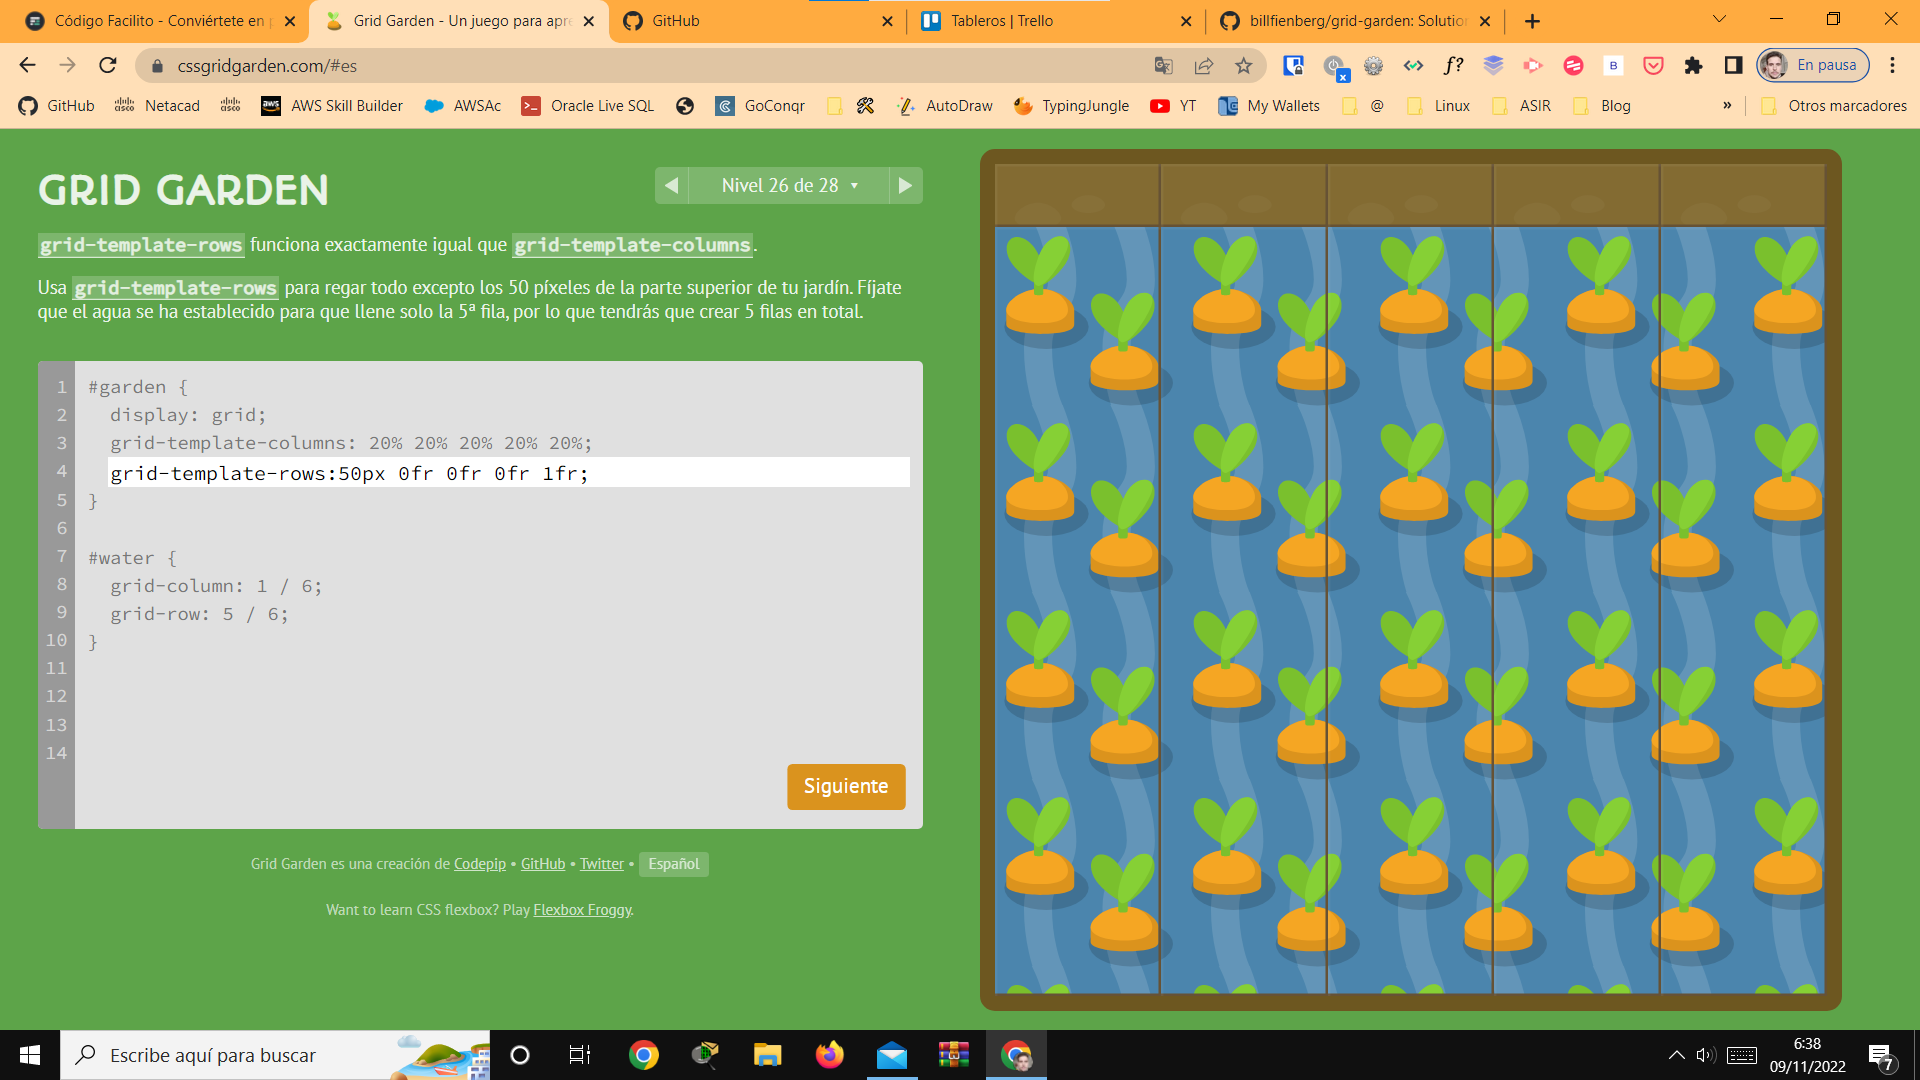 Código Facilito - Conviértete en p
Grid Garden - Un juego para apre
GitHub
Tableros | Trello
billfienberg/grid-garden: Solution
cssgridgarden.com/#es
f?
B
En pausa
GitHub
Netacad
aws
AWS Skill Builder
AWSAc
Oracle Live SQL
GoConqr
AutoDraw
TypingJungle
YT
My Wallets
@
Linux
ASIR
Blog
»
Otros marcadores
GRID GARDEN
Nivel 26 de 28
grid-template-rows funciona exactamente igual que grid-template-columns.
Usa grid-template-rows para regar todo excepto los 50 píxeles de la parte superior de tu jardín. Fíjate
que el agua se ha establecido para que llene solo la 5ª fila, por lo que tendrás que crear 5 filas en total.
1 #garden {
2 display: grid;
3 grid-template-columns: 20% 20% 20% 20% 20%;
4 grid-template-rows:50px 0fr 0fr 0fr 1fr;
5 }
6
7 #water {
8 grid-column: 1 / 6;
9 grid-row: 5 / 6;
10 }
11
12
13
14
Siguiente
Grid Garden es una creación de Codepip • GitHub • Twitter • Español
Want to learn CSS flexbox? Play Flexbox Froggy.
Escribe aquí para buscar
6:38
09/11/2022
7